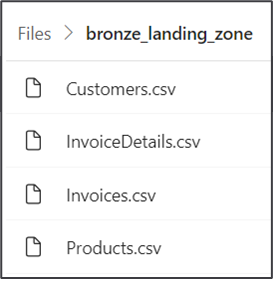 Files > bronze_landing_zone
Customers.csv
InvoiceDetails.csv
Invoices.csv
Products.csv